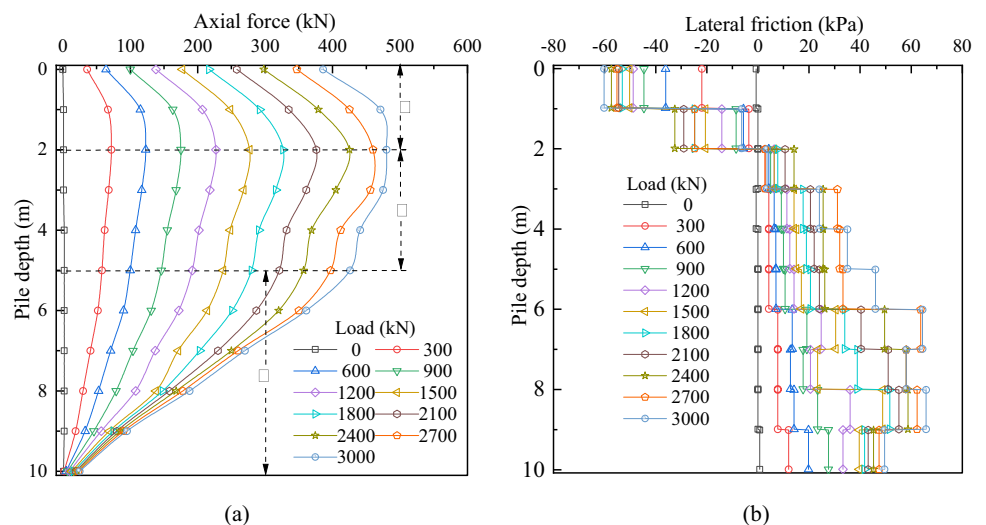 Axial force (kN)
0 100 200 300 400 500 600
Pile depth (m)
0
2
4
6
8
10
Load (kN)
0 300
600 900
1200 1500
1800 2100
2400 2700
3000
(a)
Lateral friction (kPa)
-80 -60 -40 -20 0 20 40 60 80
Pile depth (m)
0
2
4
6
8
10
Load (kN)
0
300
600
900
1200
1500
1800
2100
2400
2700
3000
(b)